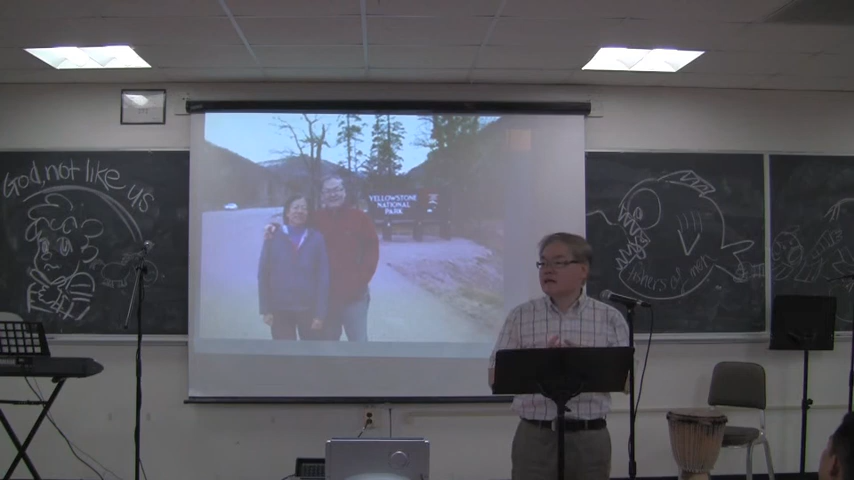 God, not like us
YELLOWSTONE
NATIONAL
PARK
fishers of men